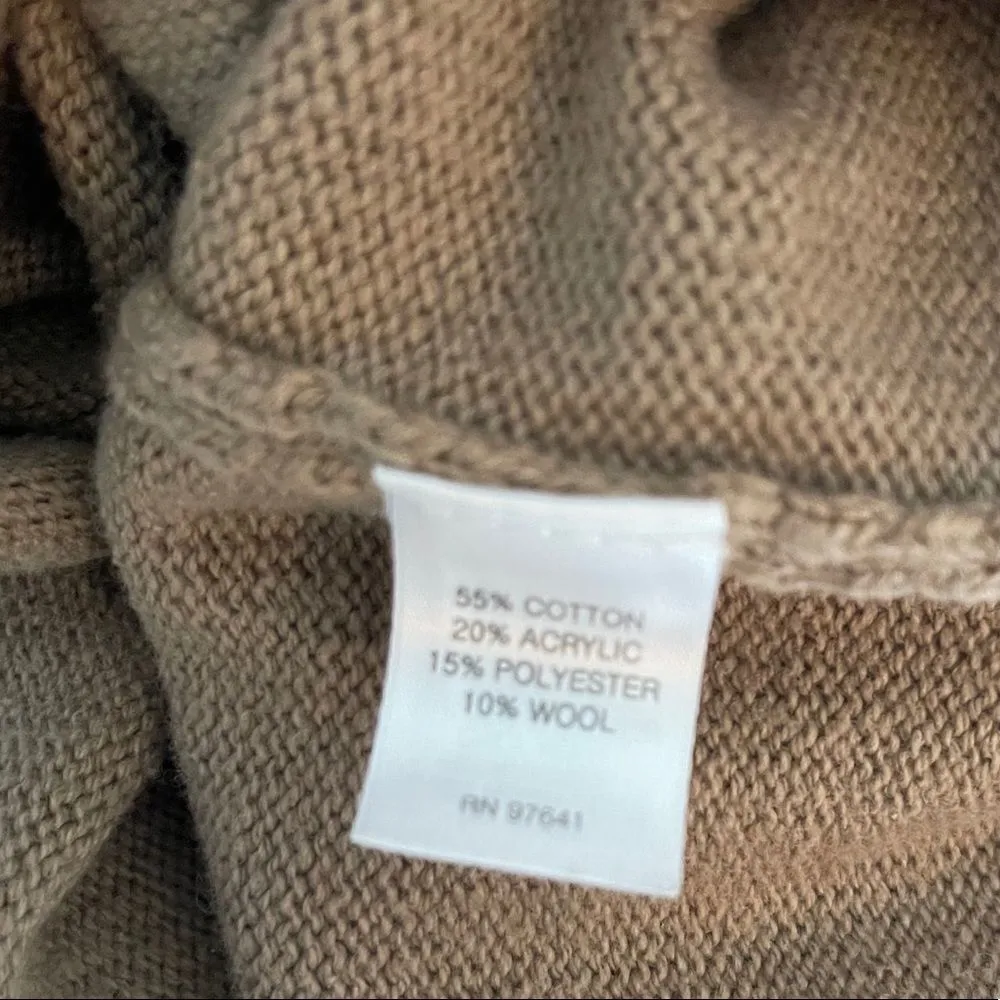 55% COTTON
20% ACRYLIC
15% POLYESTER
10% WOOL
RN 97641